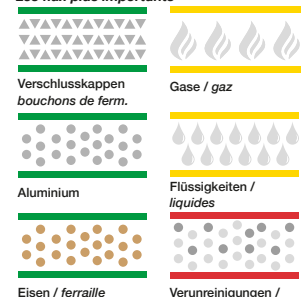 Verschlusskappen
bouchons de ferm.
Gase / gaz
Aluminium
Flüssigkeiten /
liquides
Eisen / ferraille
Verunreinigungen /